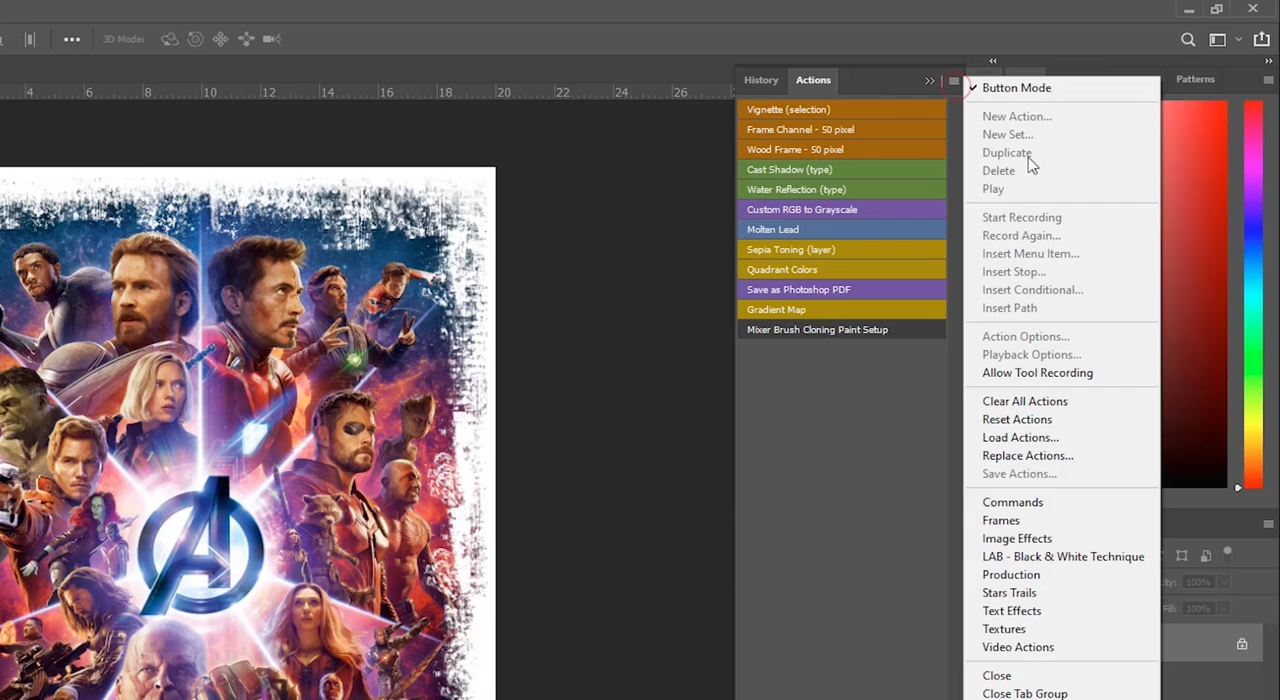 3D Mode:
4 6 8 10 12 14 16 18 20 22 24 26
History Actions
Vignette (selection)
Frame Channel - 50 pixel
Wood Frame - 50 pixel
Cast Shadow (type)
Water Reflection (type)
Custom RGB to Grayscale
Molten Lead
Sepia Toning (layer)
Quadrant Colors
Save as Photoshop PDF
Gradient Map
Mixer Brush Cloning Paint Setup
Button Mode
New Action...
New Set...
Duplicate
Delete
Play
Start Recording
Record Again...
Insert Menu Item...
Insert Stop...
Insert Conditional...
Insert Path
Action Options...
Playback Options...
Allow Tool Recording
Clear All Actions
Reset Actions
Load Actions...
Replace Actions...
Save Actions...
Commands
Frames
Image Effects
LAB - Black & White Technique
Production
Stars Trails
Text Effects
Textures
Video Actions
Close
Close Tab Group
Patterns
100%
Fill: 100%